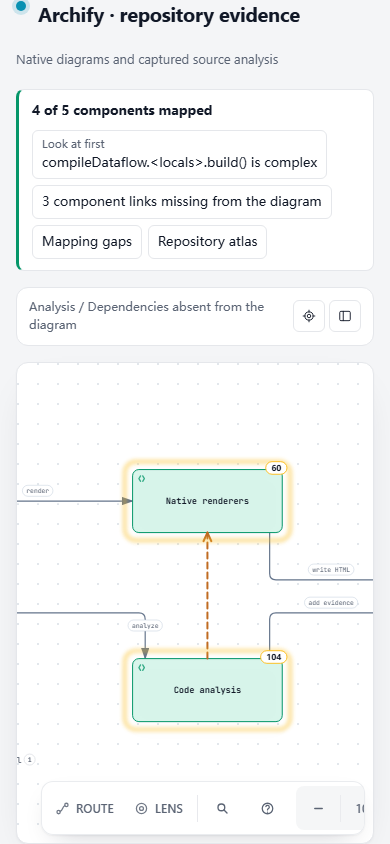 Archify · repository evidence
Native diagrams and captured source analysis
4 of 5 components mapped
Look at first
compileDataflow.<locals>.build() is complex
3 component links missing from the diagram
Mapping gaps
Repository atlas
Analysis / Dependencies absent from the
diagram
60
{}
render
Native renderers
write HTML
add evidence
analyze
104
{}
Code analysis
1
ROUTE
LENS